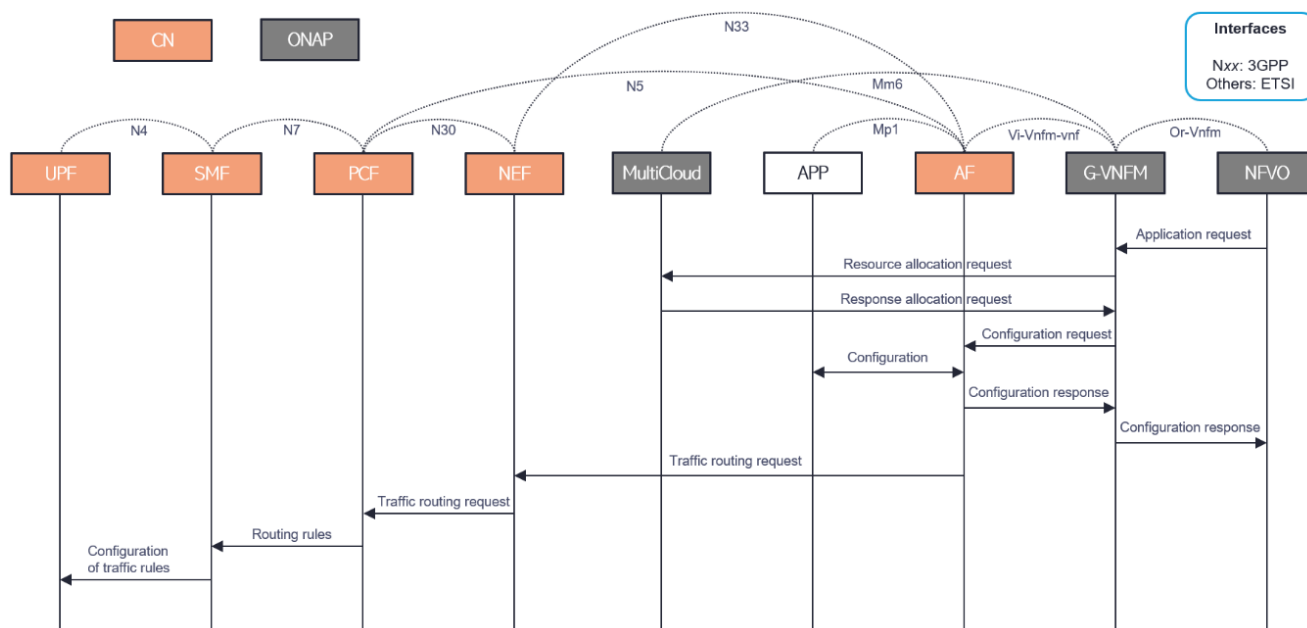 CN
ONAP
N33
Interfaces
Nxx: 3GPP
Others: ETSI
N5
Mm6
N4
N7
N30
Mp1
Vi-Vnfm-vnf
Or-Vnfm
UPF
SMF
PCF
NEF
MultiCloud
APP
AF
G-VNFM
NFVO
Application request
Resource allocation request
Response allocation request
Configuration request
Configuration
Configuration response
Configuration response
Traffic routing request
Traffic routing request
Routing rules
Configuration
of traffic rules